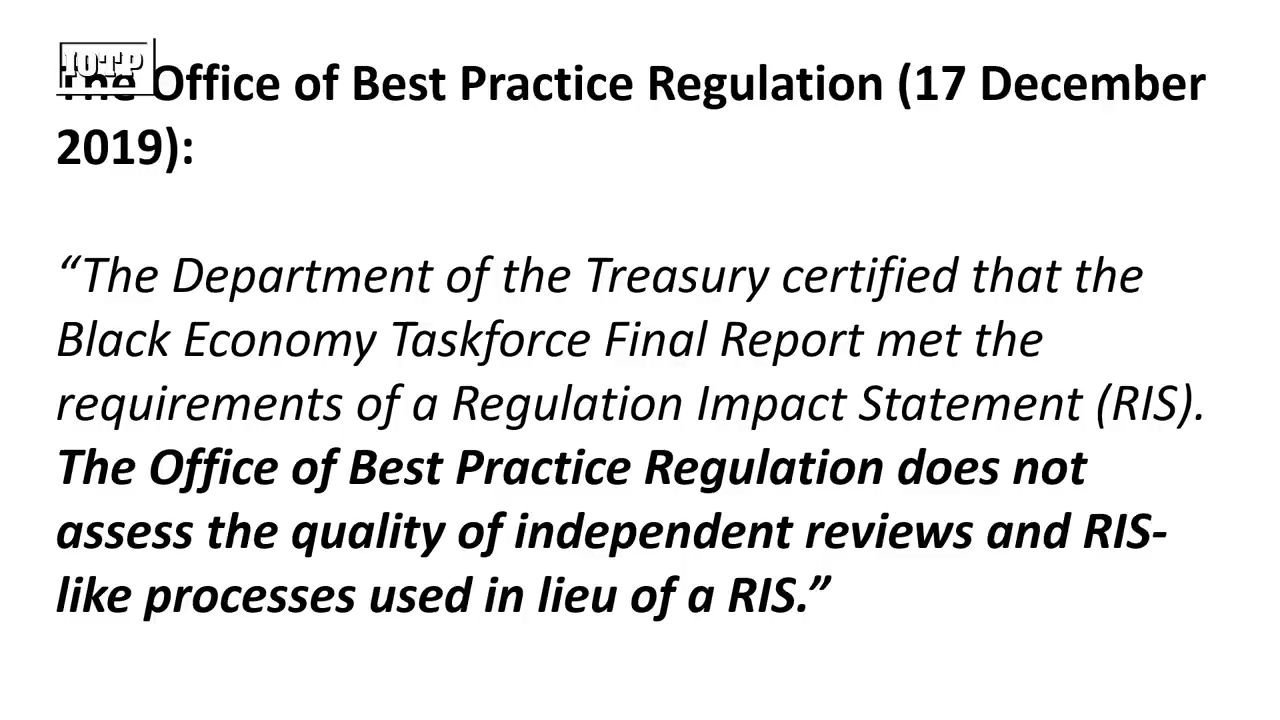 IOTP
The Office of Best Practice Regulation (17 December
2019):
“The Department of the Treasury certified that the
Black Economy Taskforce Final Report met the
requirements of a Regulation Impact Statement (RIS).
The Office of Best Practice Regulation does not
assess the quality of independent reviews and RIS-
like processes used in lieu of a RIS.”